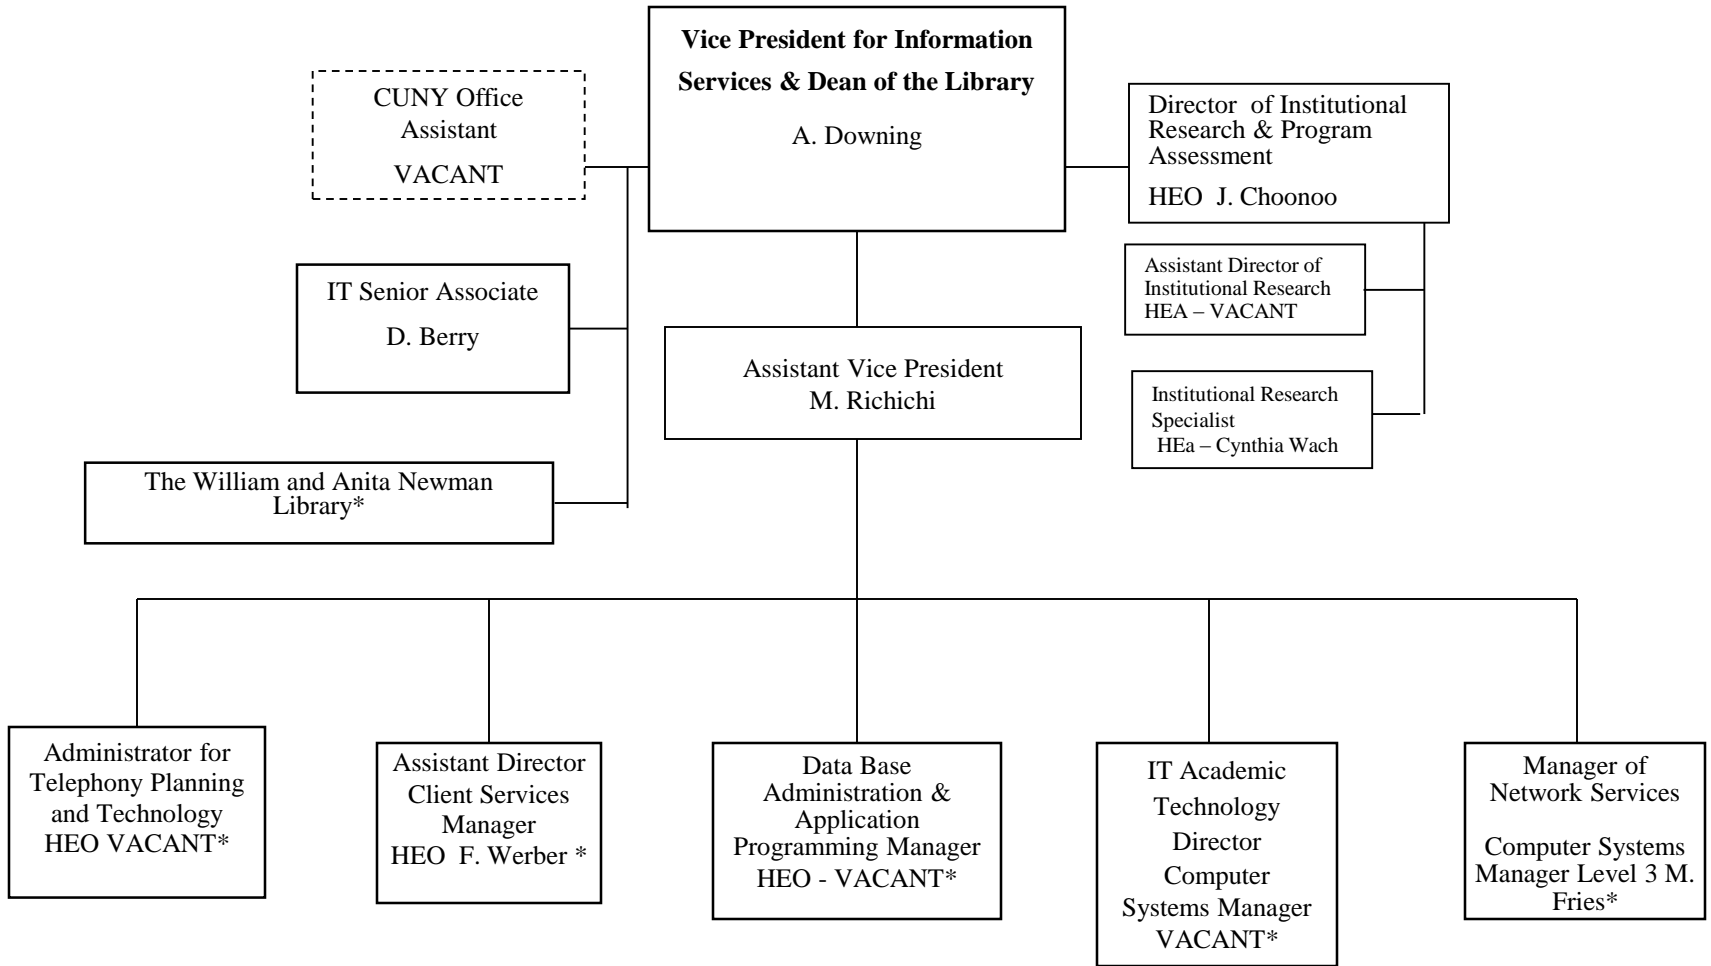 Vice President for Information
Services & Dean of the Library
A. Downing
CUNY Office
Assistant
VACANT
Director of Institutional
Research & Program
Assessment
HEO J. Choonoo
IT Senior Associate
D. Berry
Assistant Director of
Institutional Research
HEA – VACANT
Assistant Vice President
M. Richichi
Institutional Research
Specialist
HEa – Cynthia Wach
The William and Anita Newman
Library*
Administrator for
Telephony Planning
and Technology
HEO VACANT*
Assistant Director
Client Services
Manager
HEO F. Werber *
Data Base
Administration &
Application
Programming Manager
HEO - VACANT*
IT Academic
Technology
Director
Computer
Systems Manager
VACANT*
Manager of
Network Services
Computer Systems
Manager Level 3 M.
Fries*